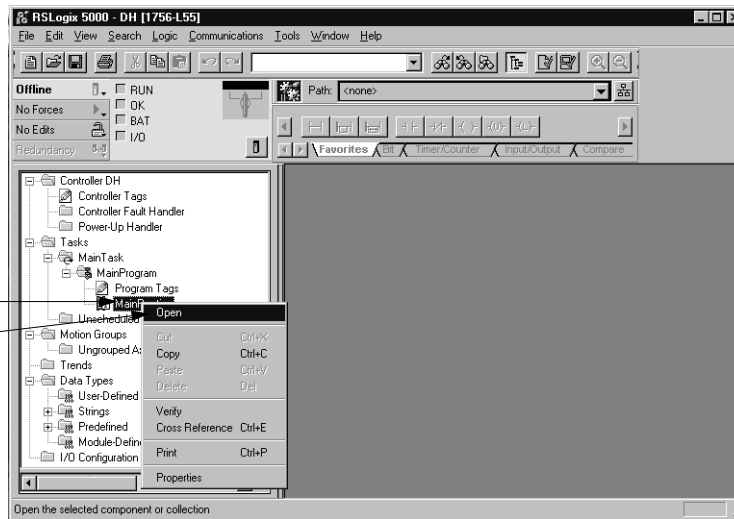 RSLogix 5000 - DH [1756-L55]
File Edit View Search Logic Communications Tools Window Help
Offline RUN
No Forces OK
No Edits BAT
Redundancy I/O
Path: <none>
Favorites Bit Timer/Counter Input/Output Compare
Controller DH
Controller Tags
Controller Fault Handler
Power-Up Handler
Tasks
MainTask
MainProgram
Program Tags
Unscheduled
Motion Groups
Ungrouped
Trends
Data Types
User-Defined
Strings
Predefined
Module-Define
I/O Configuration
Open
Cut Ctrl+X
Copy Ctrl+C
Paste Ctrl+V
Delete Del
Verify
Cross Reference Ctrl+E
Print Ctrl+P
Properties
Open the selected component or collection